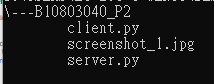 \---B10803040_P2
client.py
screenshot_1.jpg
server.py